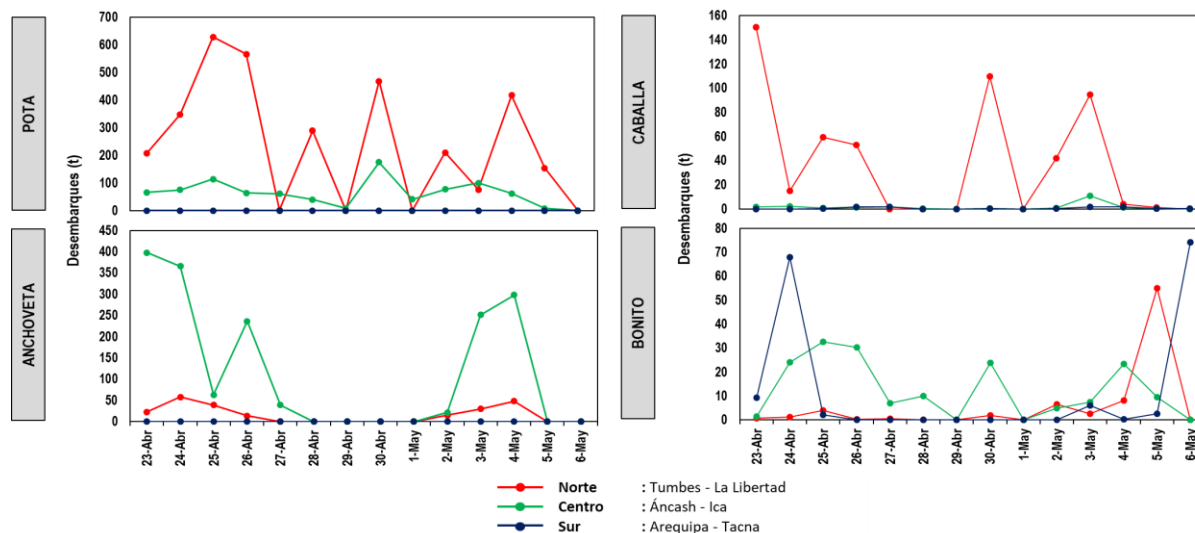 POTA
Desembarques (t)
700
600
500
400
300
200
100
0
CABALLA
Desembarques (t)
160
140
120
100
80
60
40
20
0
ANCHOVETA
450
400
350
300
250
200
150
100
50
0
23-Abr
24-Abr
25-Abr
26-Abr
27-Abr
28-Abr
29-Abr
30-Abr
1-May
2-May
3-May
4-May
5-May
6-May
BONITO
80
70
60
50
40
30
20
10
0
23-Abr
24-Abr
25-Abr
26-Abr
27-Abr
28-Abr
29-Abr
30-Abr
1-May
2-May
3-May
4-May
5-May
6-May
Norte : Tumbes - La Libertad
Centro : Áncash - Ica
Sur : Arequipa - Tacna